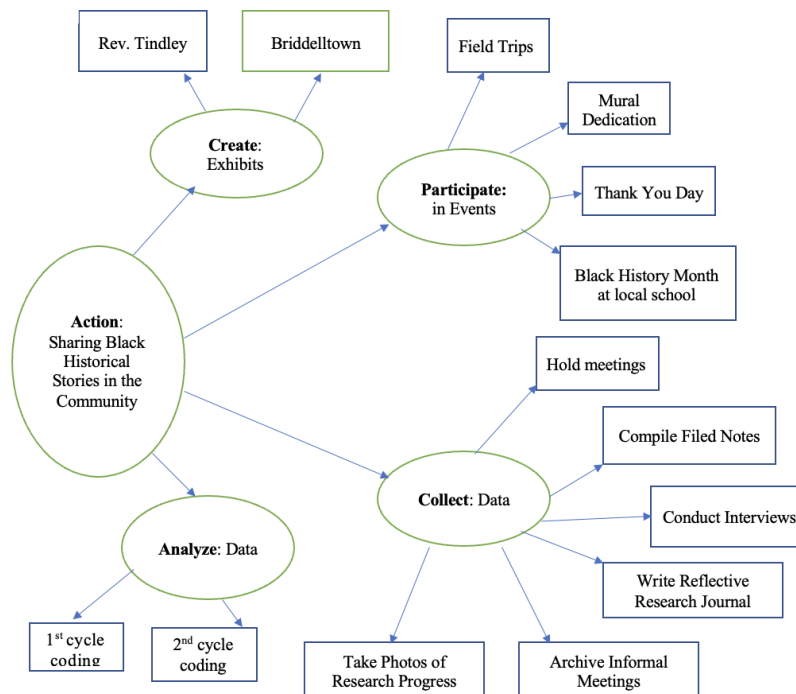 Rev. Tindley
Briddelltown
Field Trips
Create:
Exhibits
Mural
Dedication
Participate:
in Events
Thank You Day
Black History Month
at local school
Action:
Sharing Black
Historical
Stories in the
Community
Hold meetings
Compile Filed Notes
Collect: Data
Conduct Interviews
Analyze: Data
Write Reflective
Research Journal
1st cycle
coding
2nd cycle
coding
Take Photos of
Research Progress
Archive Informal
Meetings